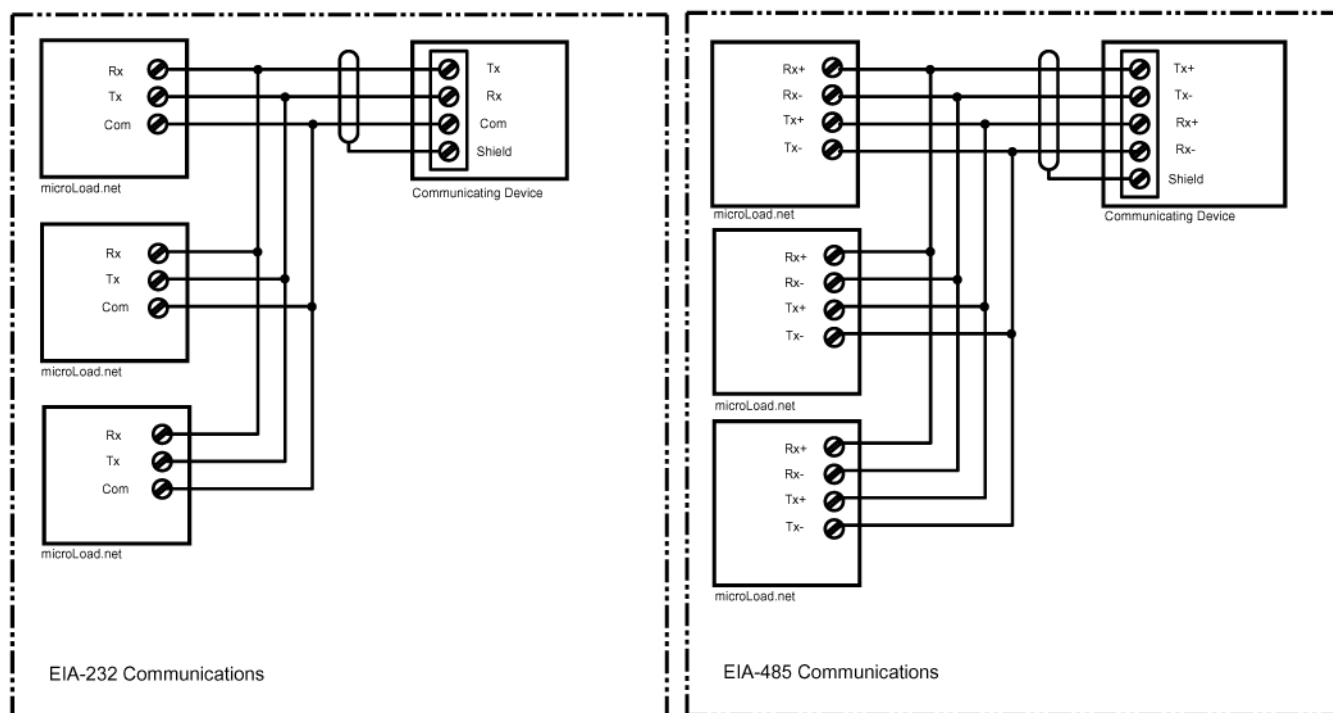 Rx
Tx
Com
microLoad.net
Tx
Rx
Com
Shield
Communicating Device
Rx
Tx
Com
microLoad.net
Rx
Tx
Com
microLoad.net
EIA-232 Communications
Rx+
Rx-
Tx+
Tx-
microLoad.net
Tx+
Tx-
Rx+
Rx-
Shield
Communicating Device
Rx+
Rx-
Tx+
Tx-
microLoad.net
Rx+
Rx-
Tx+
Tx-
microLoad.net
EIA-485 Communications